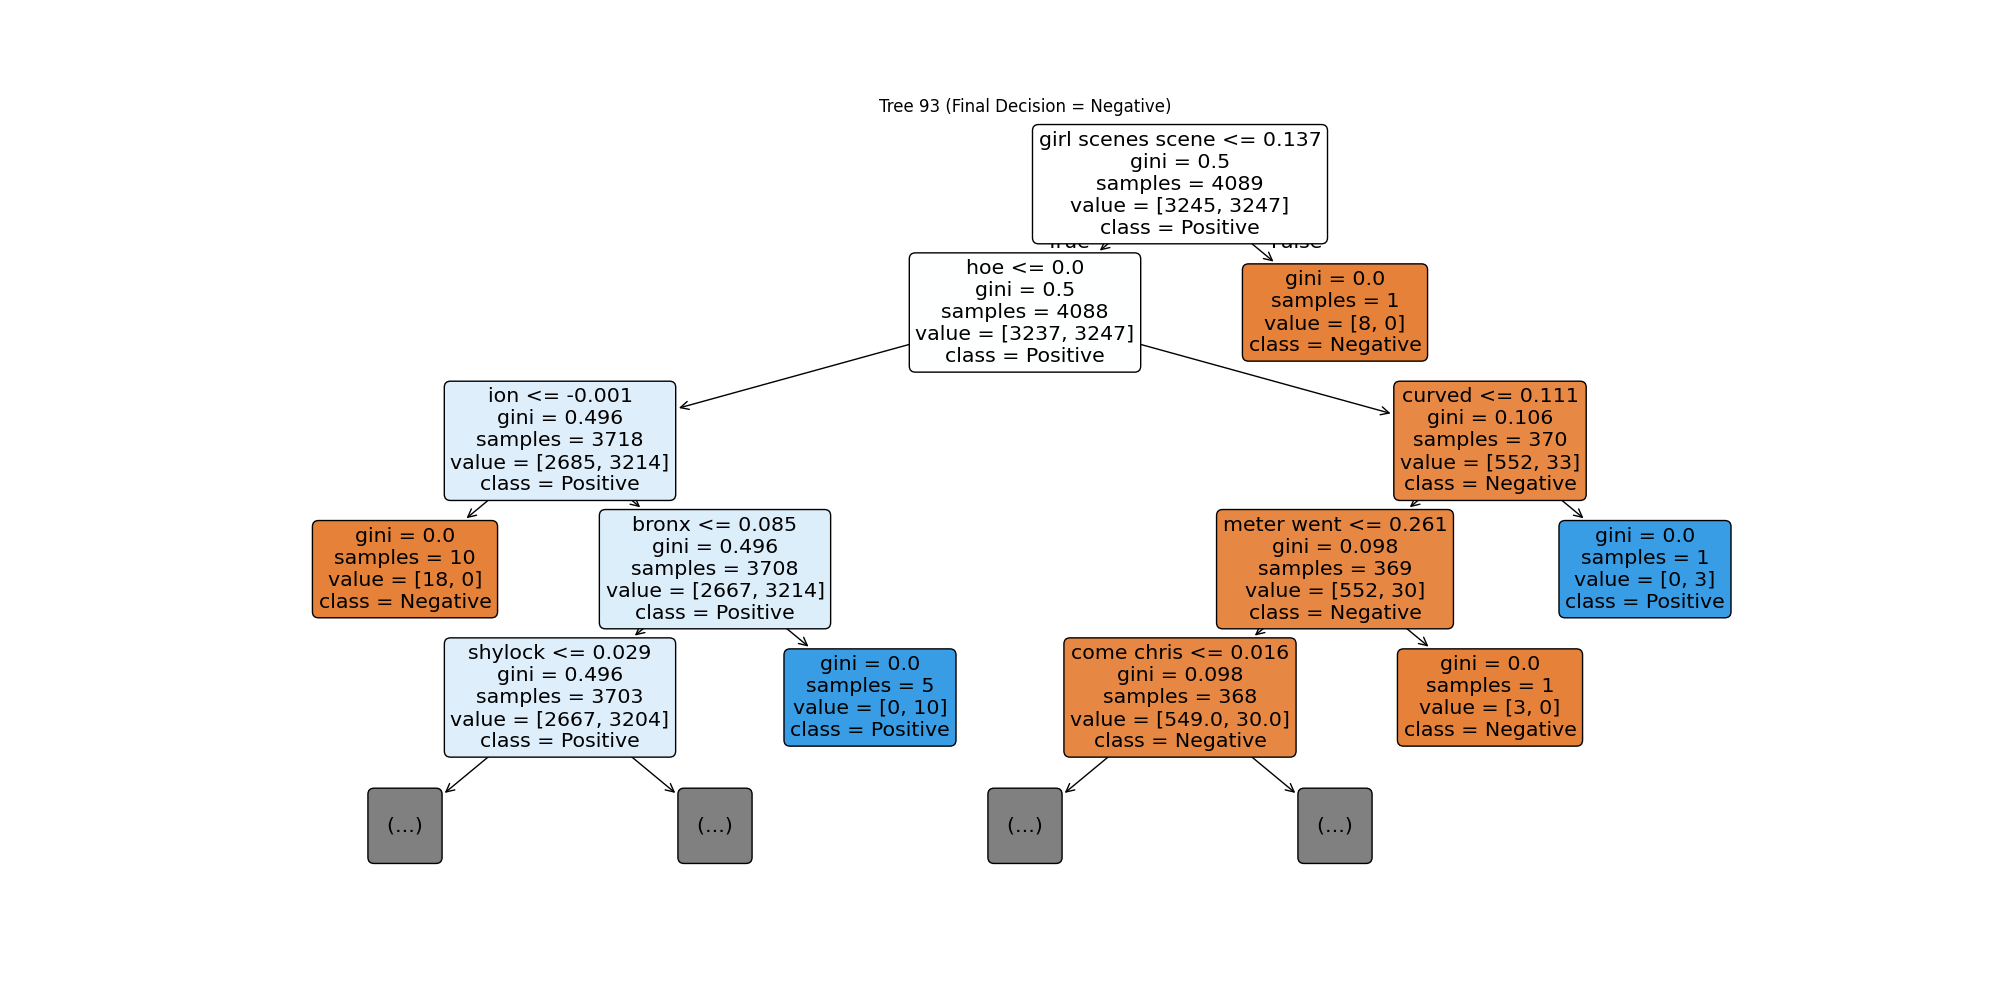 Tree 93 (Final Decision = Negative)
girl scenes scene <= 0.137
gini = 0.5
samples = 4089
value = [3245, 3247]
class = Positive
True
False
hoe <= 0.0
gini = 0.5
samples = 4088
value = [3237, 3247]
class = Positive
gini = 0.0
samples = 1
value = [8, 0]
class = Negative
ion <= -0.001
gini = 0.496
samples = 3718
value = [2685, 3214]
class = Positive
curved <= 0.111
gini = 0.106
samples = 370
value = [552, 33]
class = Negative
gini = 0.0
samples = 10
value = [18, 0]
class = Negative
bronx <= 0.085
gini = 0.496
samples = 3708
value = [2667, 3214]
class = Positive
meter went <= 0.261
gini = 0.098
samples = 369
value = [552, 30]
class = Negative
gini = 0.0
samples = 1
value = [0, 3]
class = Positive
shylock <= 0.029
gini = 0.496
samples = 3703
value = [2667, 3204]
class = Positive
gini = 0.0
samples = 5
value = [0, 10]
class = Positive
come chris <= 0.016
gini = 0.098
samples = 368
value = [549.0, 30.0]
class = Negative
gini = 0.0
samples = 1
value = [3, 0]
class = Negative
(...)
(...)
(...)
(...)